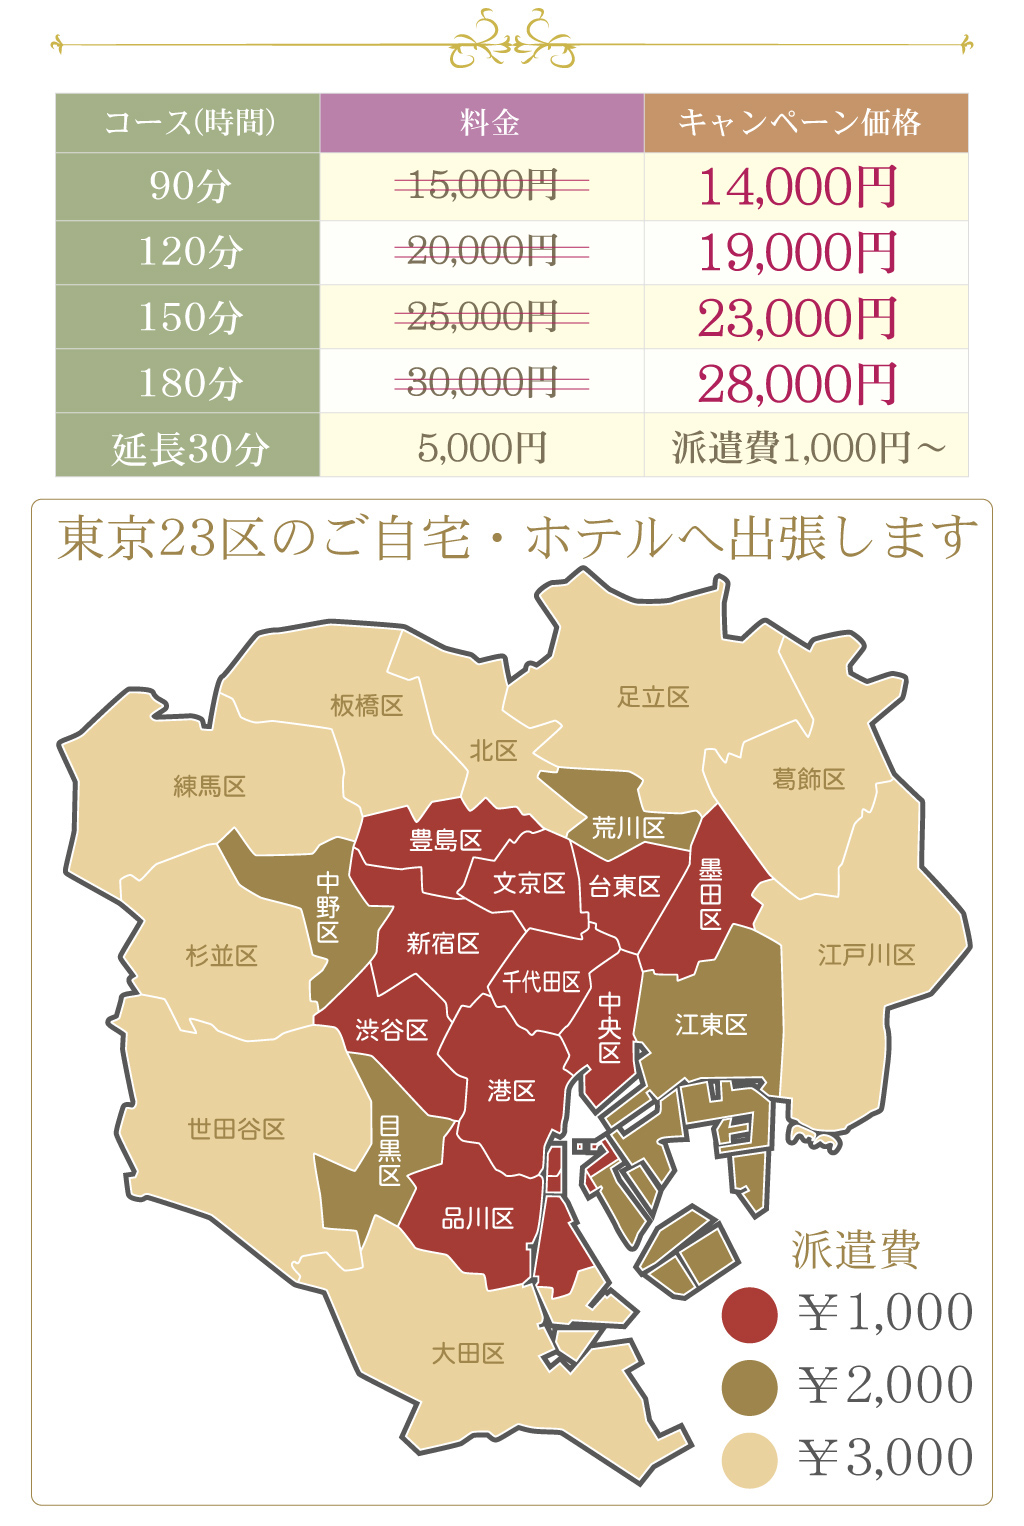 コース(時間) 料金 キャンペーン価格
90分 15,000円 14,000円
120分 20,000円 19,000円
150分 25,000円 23,000円
180分 30,000円 28,000円
延長30分 5,000円 派遣費1,000円～
東京23区のご自宅・ホテルへ出張します
足立区
板橋区
北区
葛飾区
練馬区
荒川区
豊島区
墨田区
文京区
台東区
中野区
新宿区
杉並区
江戸川区
千代田区
中央区
江東区
渋谷区
港区
世田谷区
目黒区
品川区
大田区
派遣費
￥1,000
￥2,000
￥3,000